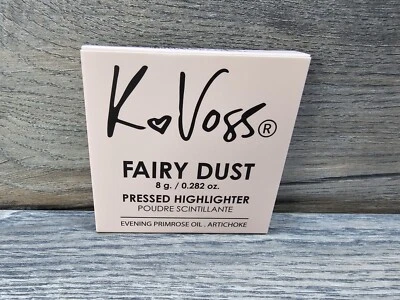 K♥Voss®
FAIRY DUST
8 g. / 0.282 oz.
PRESSED HIGHLIGHTER
POUDRE SCINTILLANTE
EVENING PRIMROSE OIL . ARTICHOKE